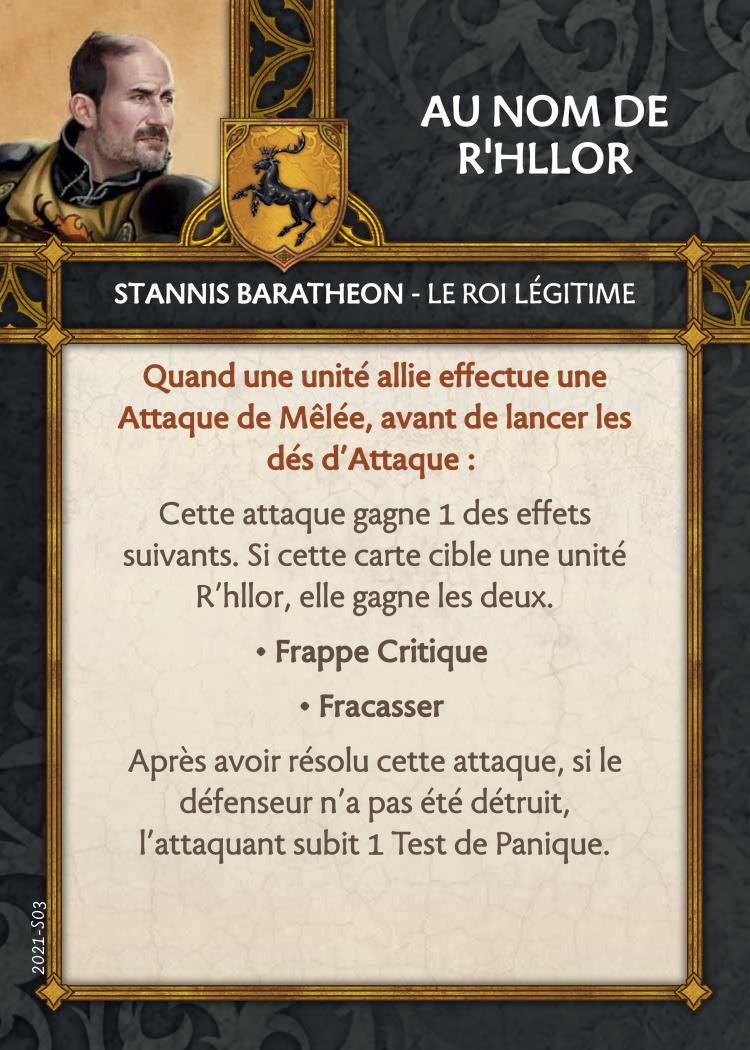 AU NOM DE
R'HLLOR
STANNIS BARATHEON - LE ROI LÉGITIME
Quand une unité allie effectue une
Attaque de Mêlée, avant de lancer les
dés d’Attaque :
Cette attaque gagne 1 des effets
suivants. Si cette carte cible une unité
R’hllor, elle gagne les deux.
• Frappe Critique
• Fracasser
Après avoir résolu cette attaque, si le
défenseur n’a pas été détruit,
l’attaquant subit 1 Test de Panique.
2021-S03